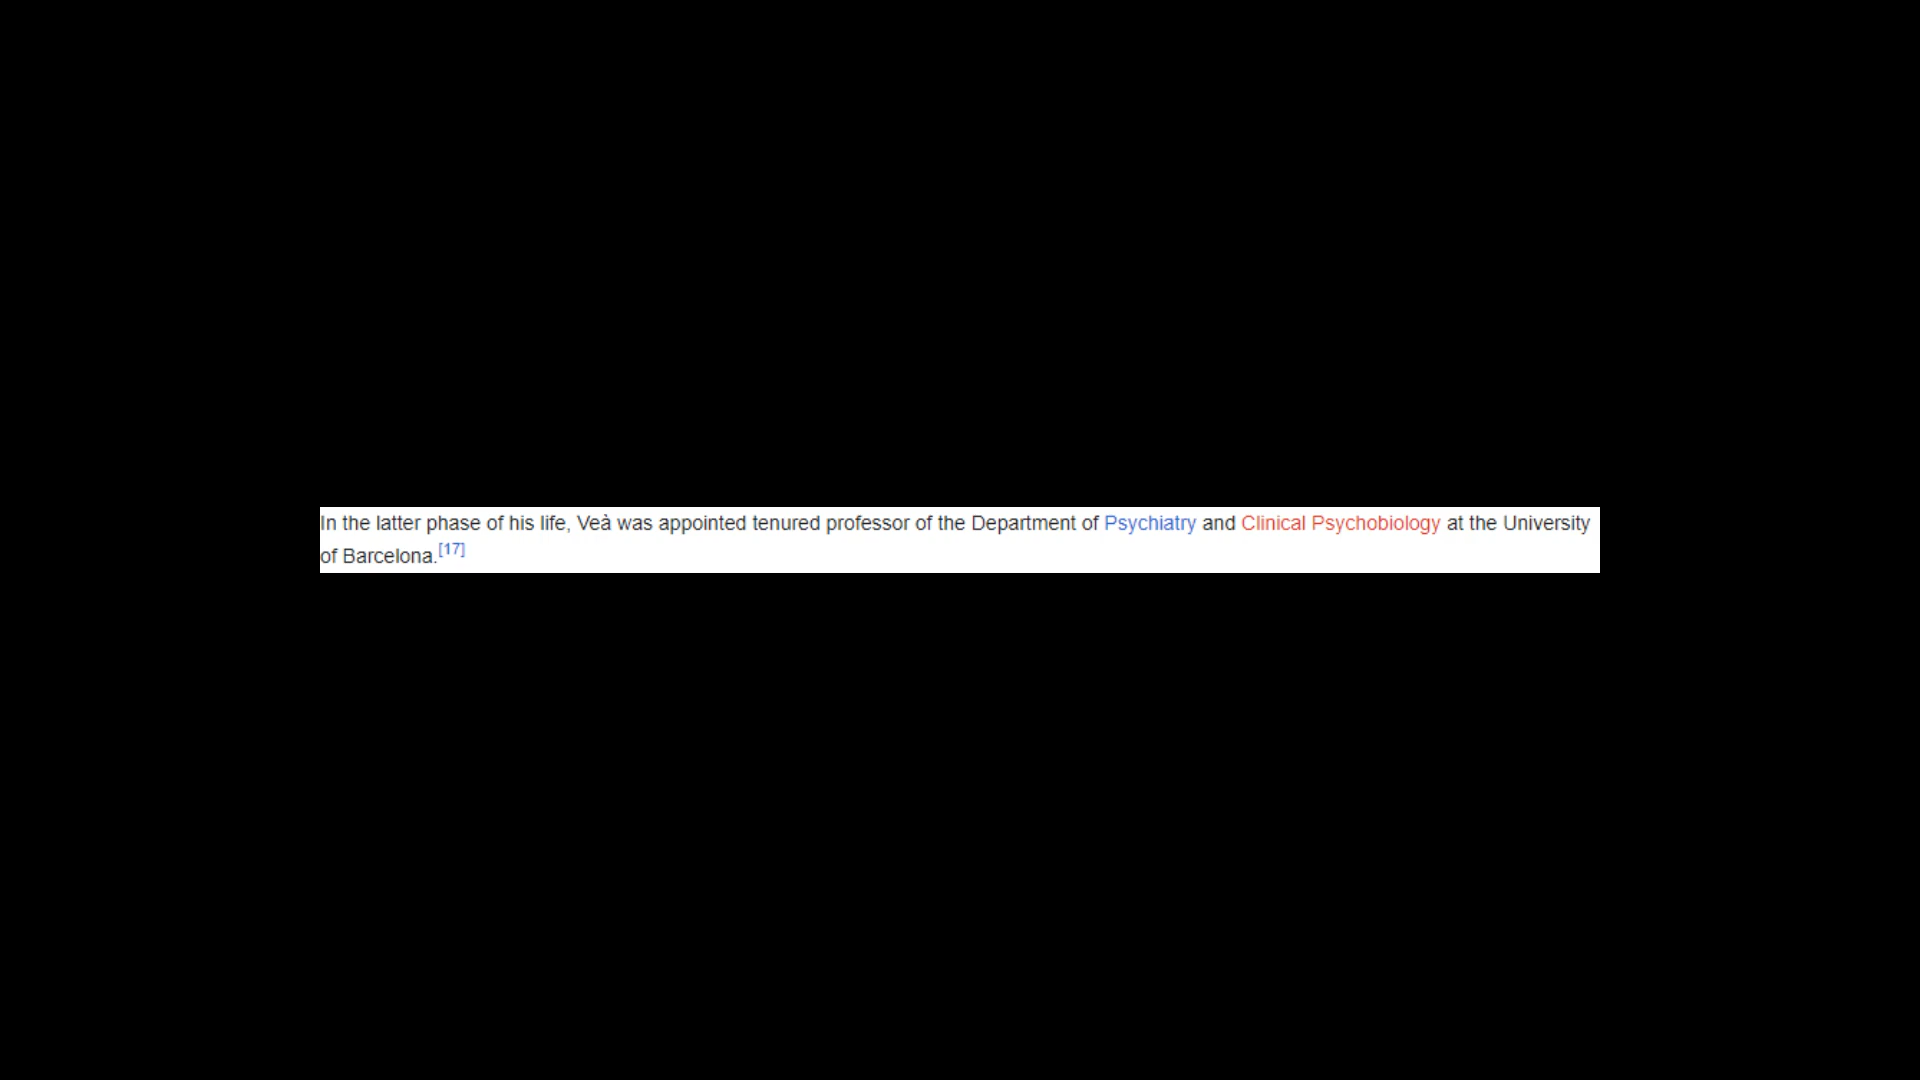 In the latter phase of his life, Veà was appointed tenured professor of the Department of Psychiatry and Clinical Psychobiology at the University
of Barcelona.[17]